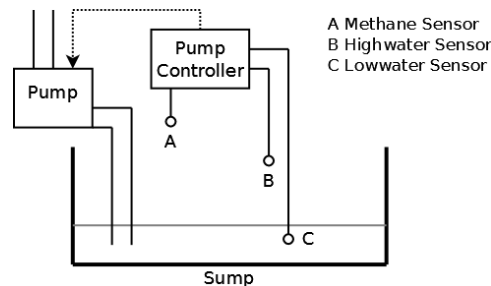 A Methane Sensor
B Highwater Sensor
C Lowwater Sensor
Pump
Controller
Pump
A
B
C
Sump